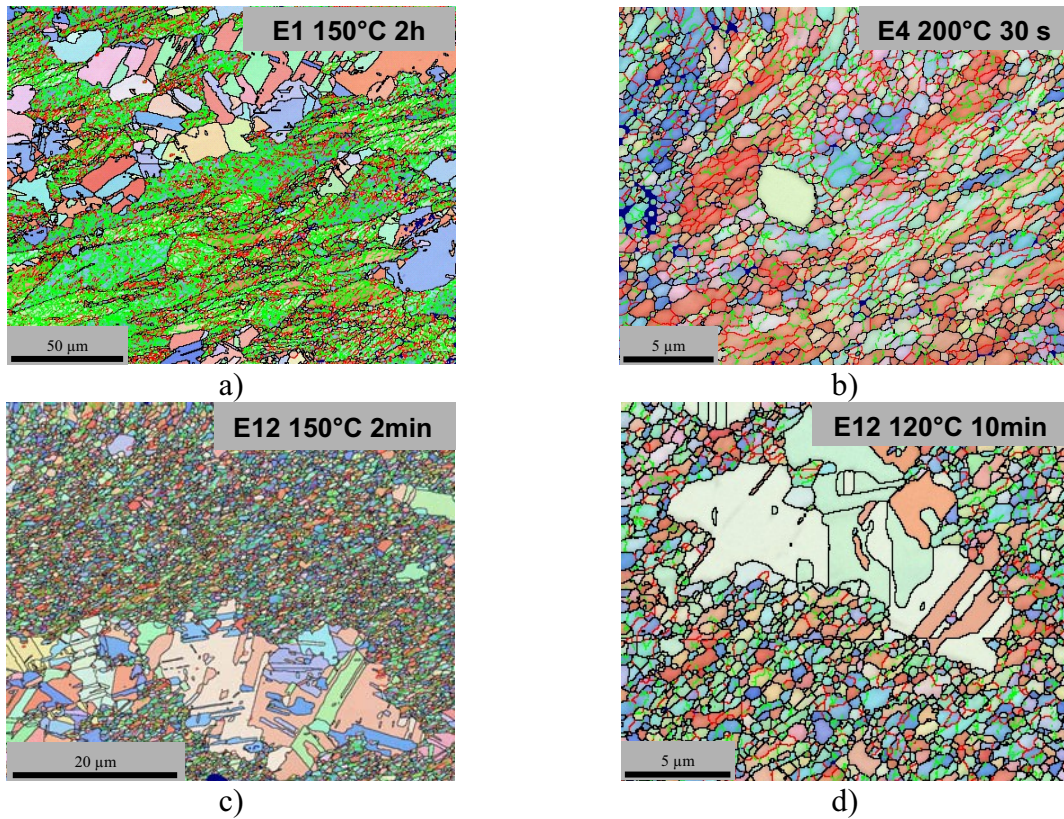 E1 150°C 2h
50 µm
a)
E4 200°C 30 s
5 µm
b)
E12 150°C 2min
20 µm
c)
E12 120°C 10min
5 µm
d)